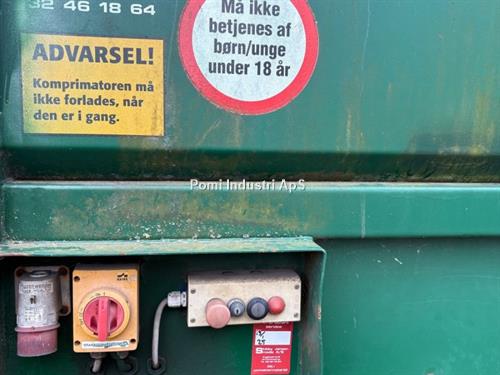 32 46 18 64
Må ikke
betjenes af
børn/unge
under 18 år
ADVARSEL!
Komprimatoren må
ikke forlades, når
den er i gang.
Pomi Industri ApS